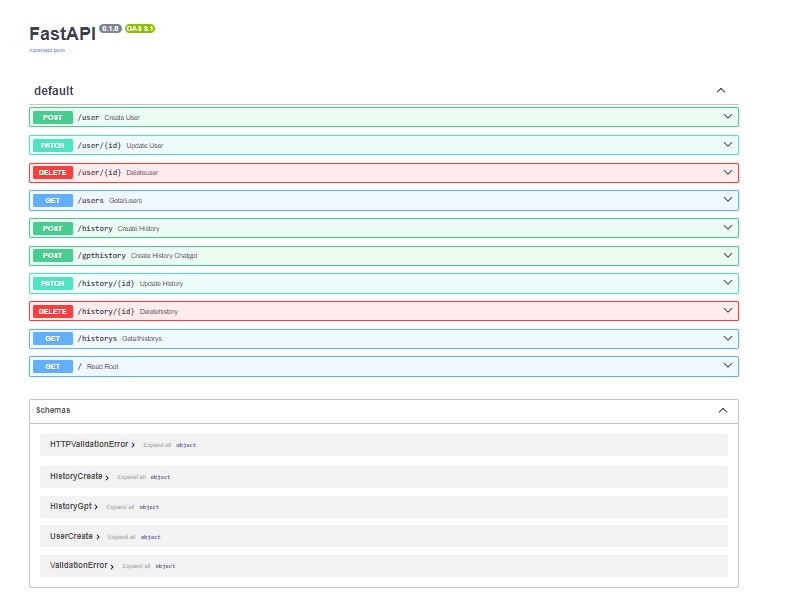 FastAPI 0.1.0 OAS 3.1
/openapi.json
default
POST /user Create User
PATCH /user/{id} Update User
DELETE /user/{id} Deleteuser
GET /users Getallusers
POST /history Create History
POST /gpthistory Create History Chatgpt
PATCH /history/{id} Update History
DELETE /history/{id} Deletehistory
GET /historys Getallhistorys
GET / Read Root
Schemas
HTTPValidationError Expand all object
HistoryCreate Expand all object
HistoryGpt Expand all object
UserCreate Expand all object
ValidationError Expand all object